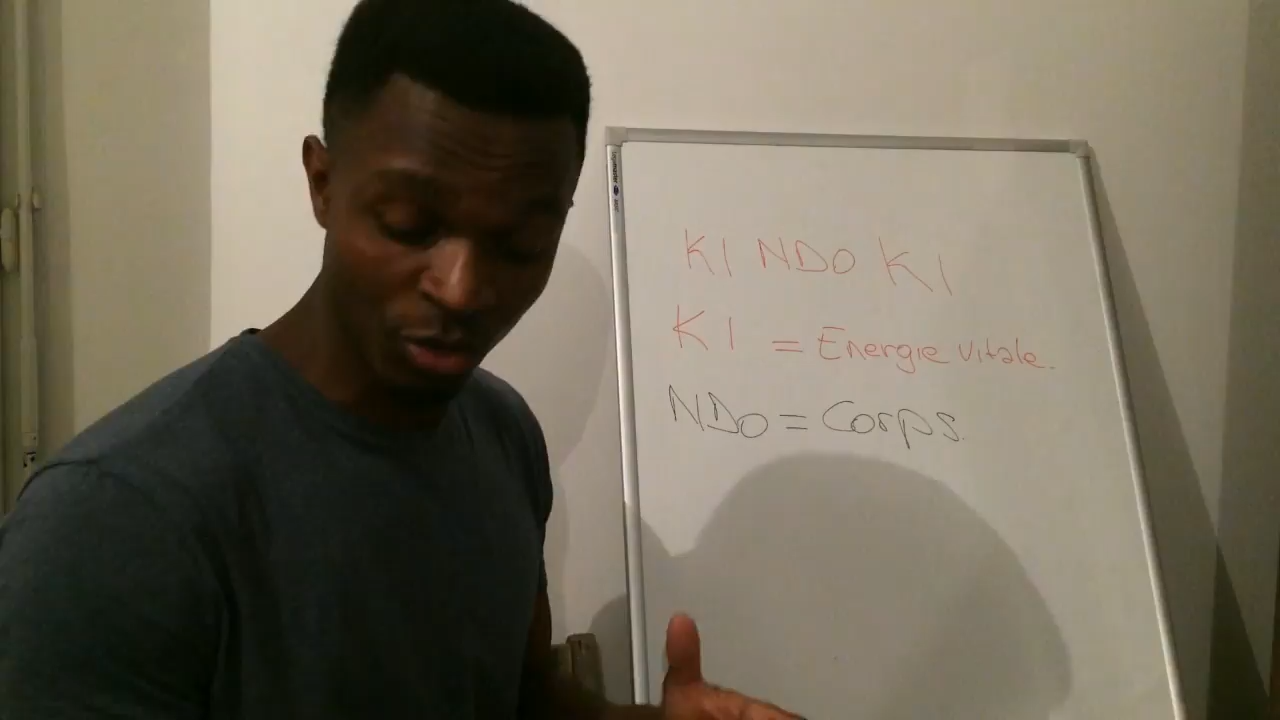 KI NDO KI
KI = Energie Vitale.
NDO = Corps.